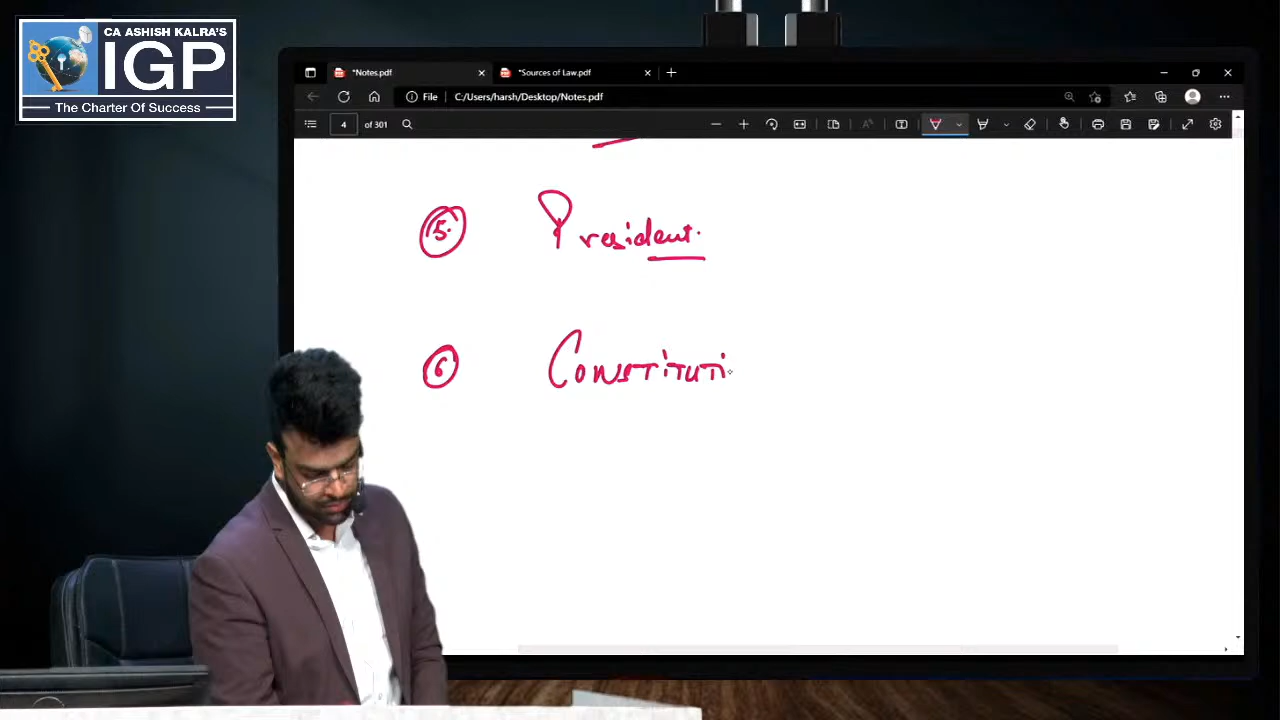 CA ASHISH KALRA'S
IGP
The Charter Of Success
*Notes.pdf
*Sources of Law.pdf
File
C:/Users/harsh/Desktop/Notes.pdf
4 of 301
5. President.
6 Constituti